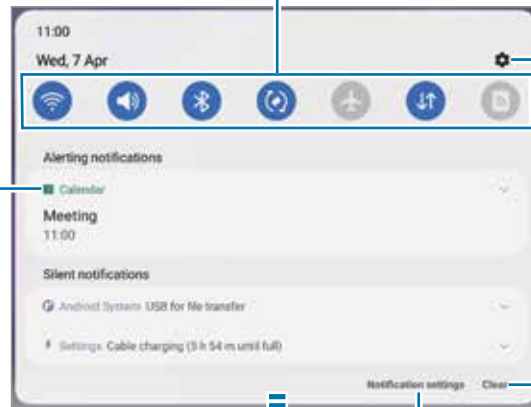 11:00
Wed, 7 Apr
Alerting notifications
Calendar
Meeting
11:00
Silent notifications
Android System USB for file transfer
Settings Cable charging (5 h 54 m until full)
Notification settings Clear